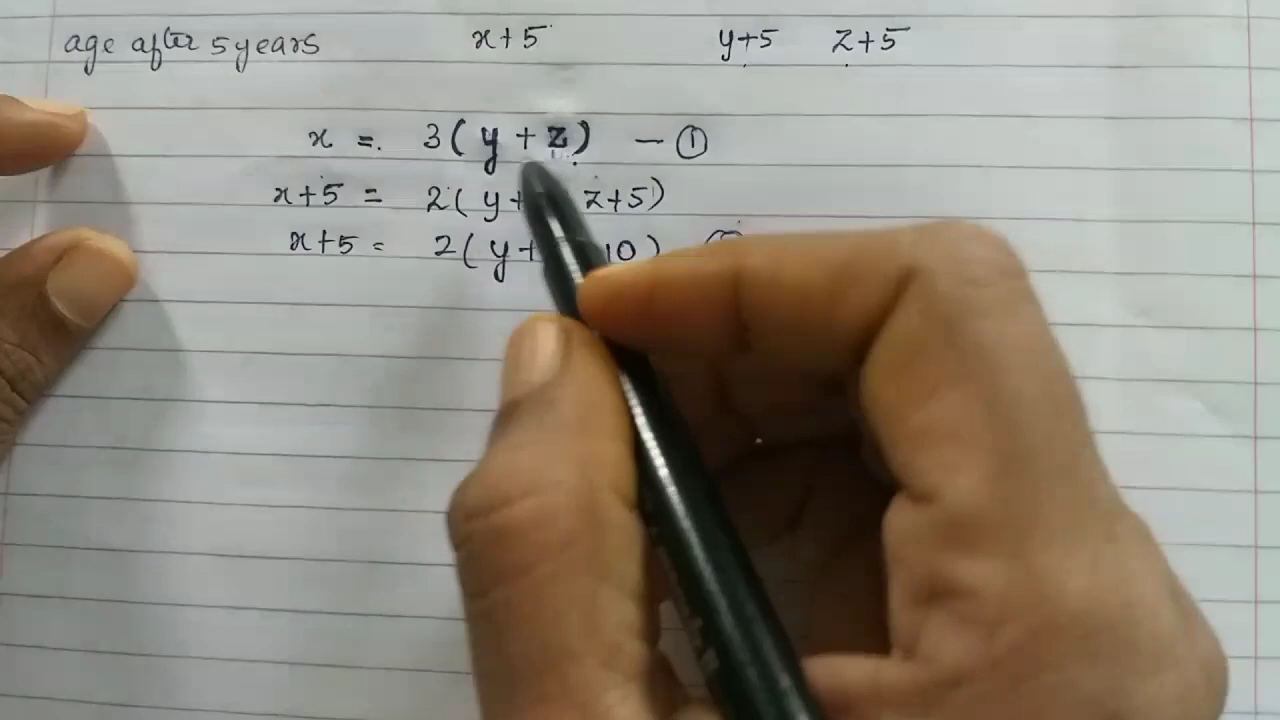 age after 5 years x+5 y+5 z+5
x = 3(y+z) — ①
x+5 = 2(y+ z+5)
x+5 = 2(y+ 10)